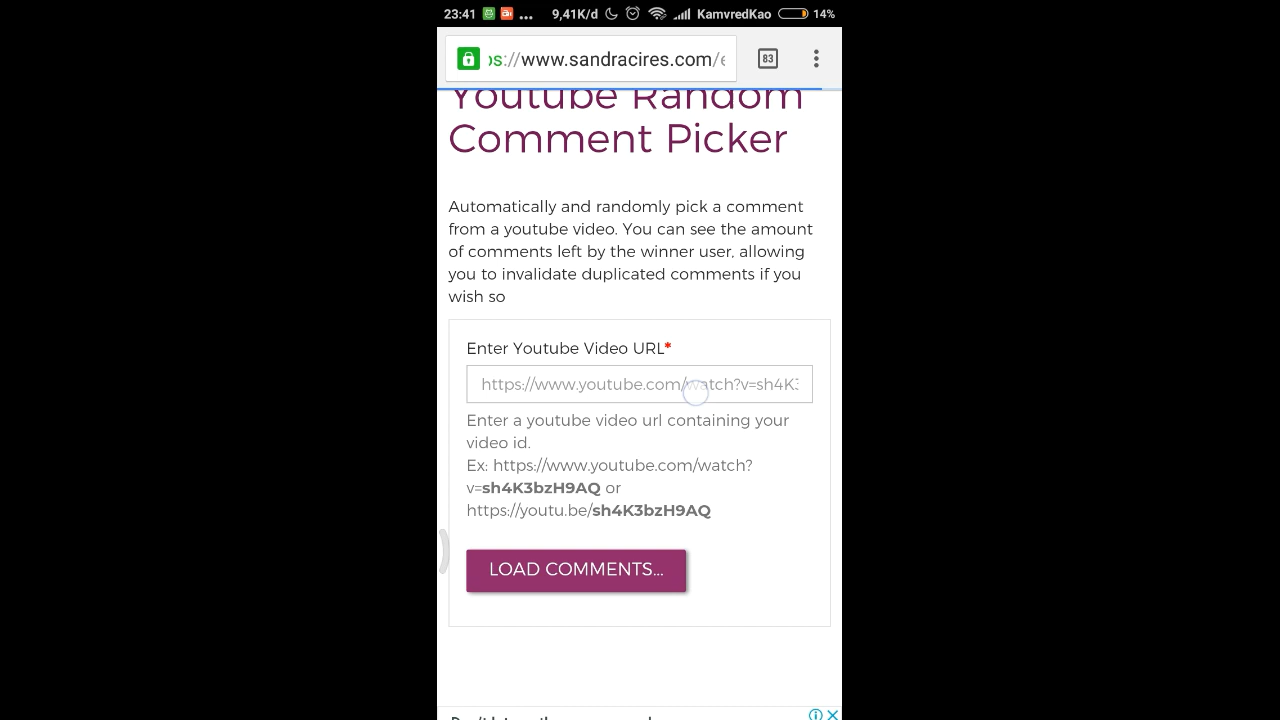 23:41 ... 9,41K/d KamvredKao 14%
ps://www.sandracires.com/e
83
Youtube Random
Comment Picker
Automatically and randomly pick a comment
from a youtube video. You can see the amount
of comments left by the winner user, allowing
you to invalidate duplicated comments if you
wish so
Enter Youtube Video URL*
https://www.youtube.com/watch?v=sh4K3
Enter a youtube video url containing your
video id.
Ex: https://www.youtube.com/watch?
v=sh4K3bzH9AQ or
https://youtu.be/sh4K3bzH9AQ
LOAD COMMENTS...